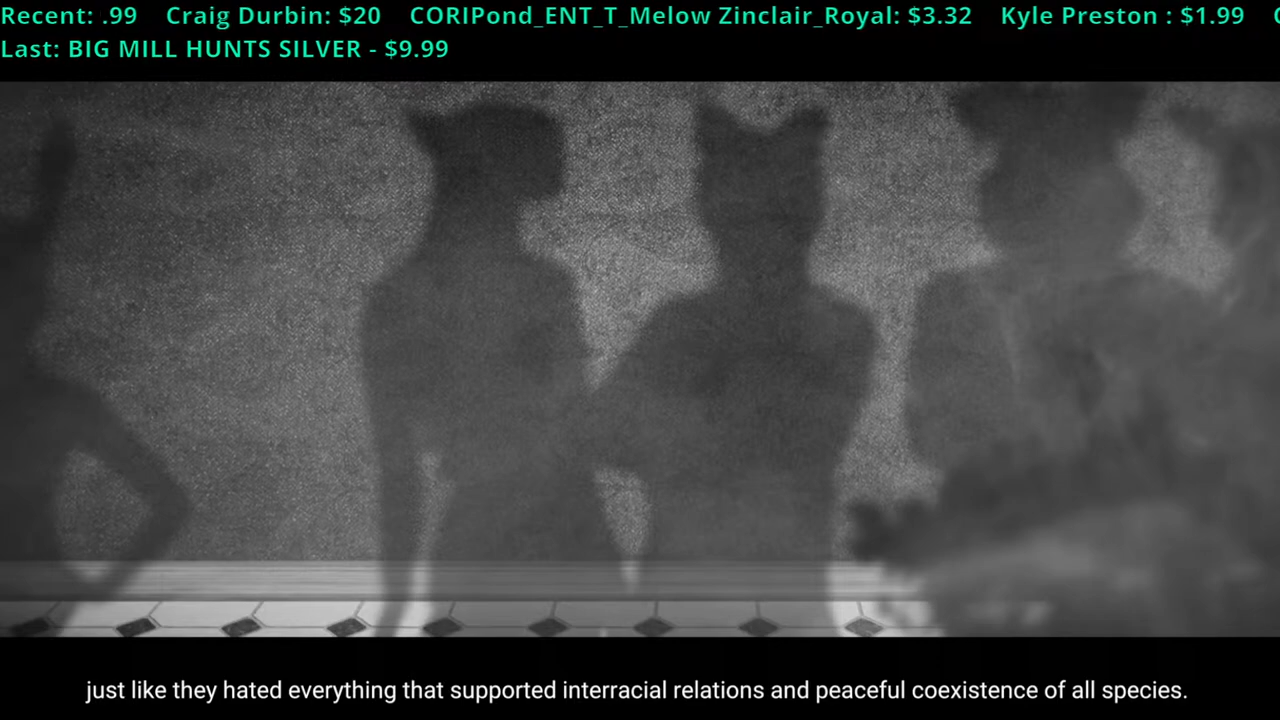 Recent: .99 Craig Durbin: $20 CORIPond_ENT_T_Melow Zinclair_Royal: $3.32 Kyle Preston : $1.99
Last: BIG MILL HUNTS SILVER - $9.99
just like they hated everything that supported interracial relations and peaceful coexistence of all species.